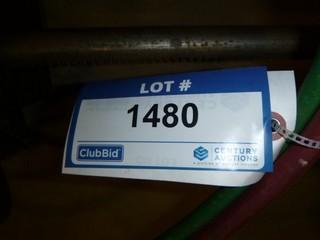 LOT #
1480
ClubBid
CENTURY
AUCTIONS